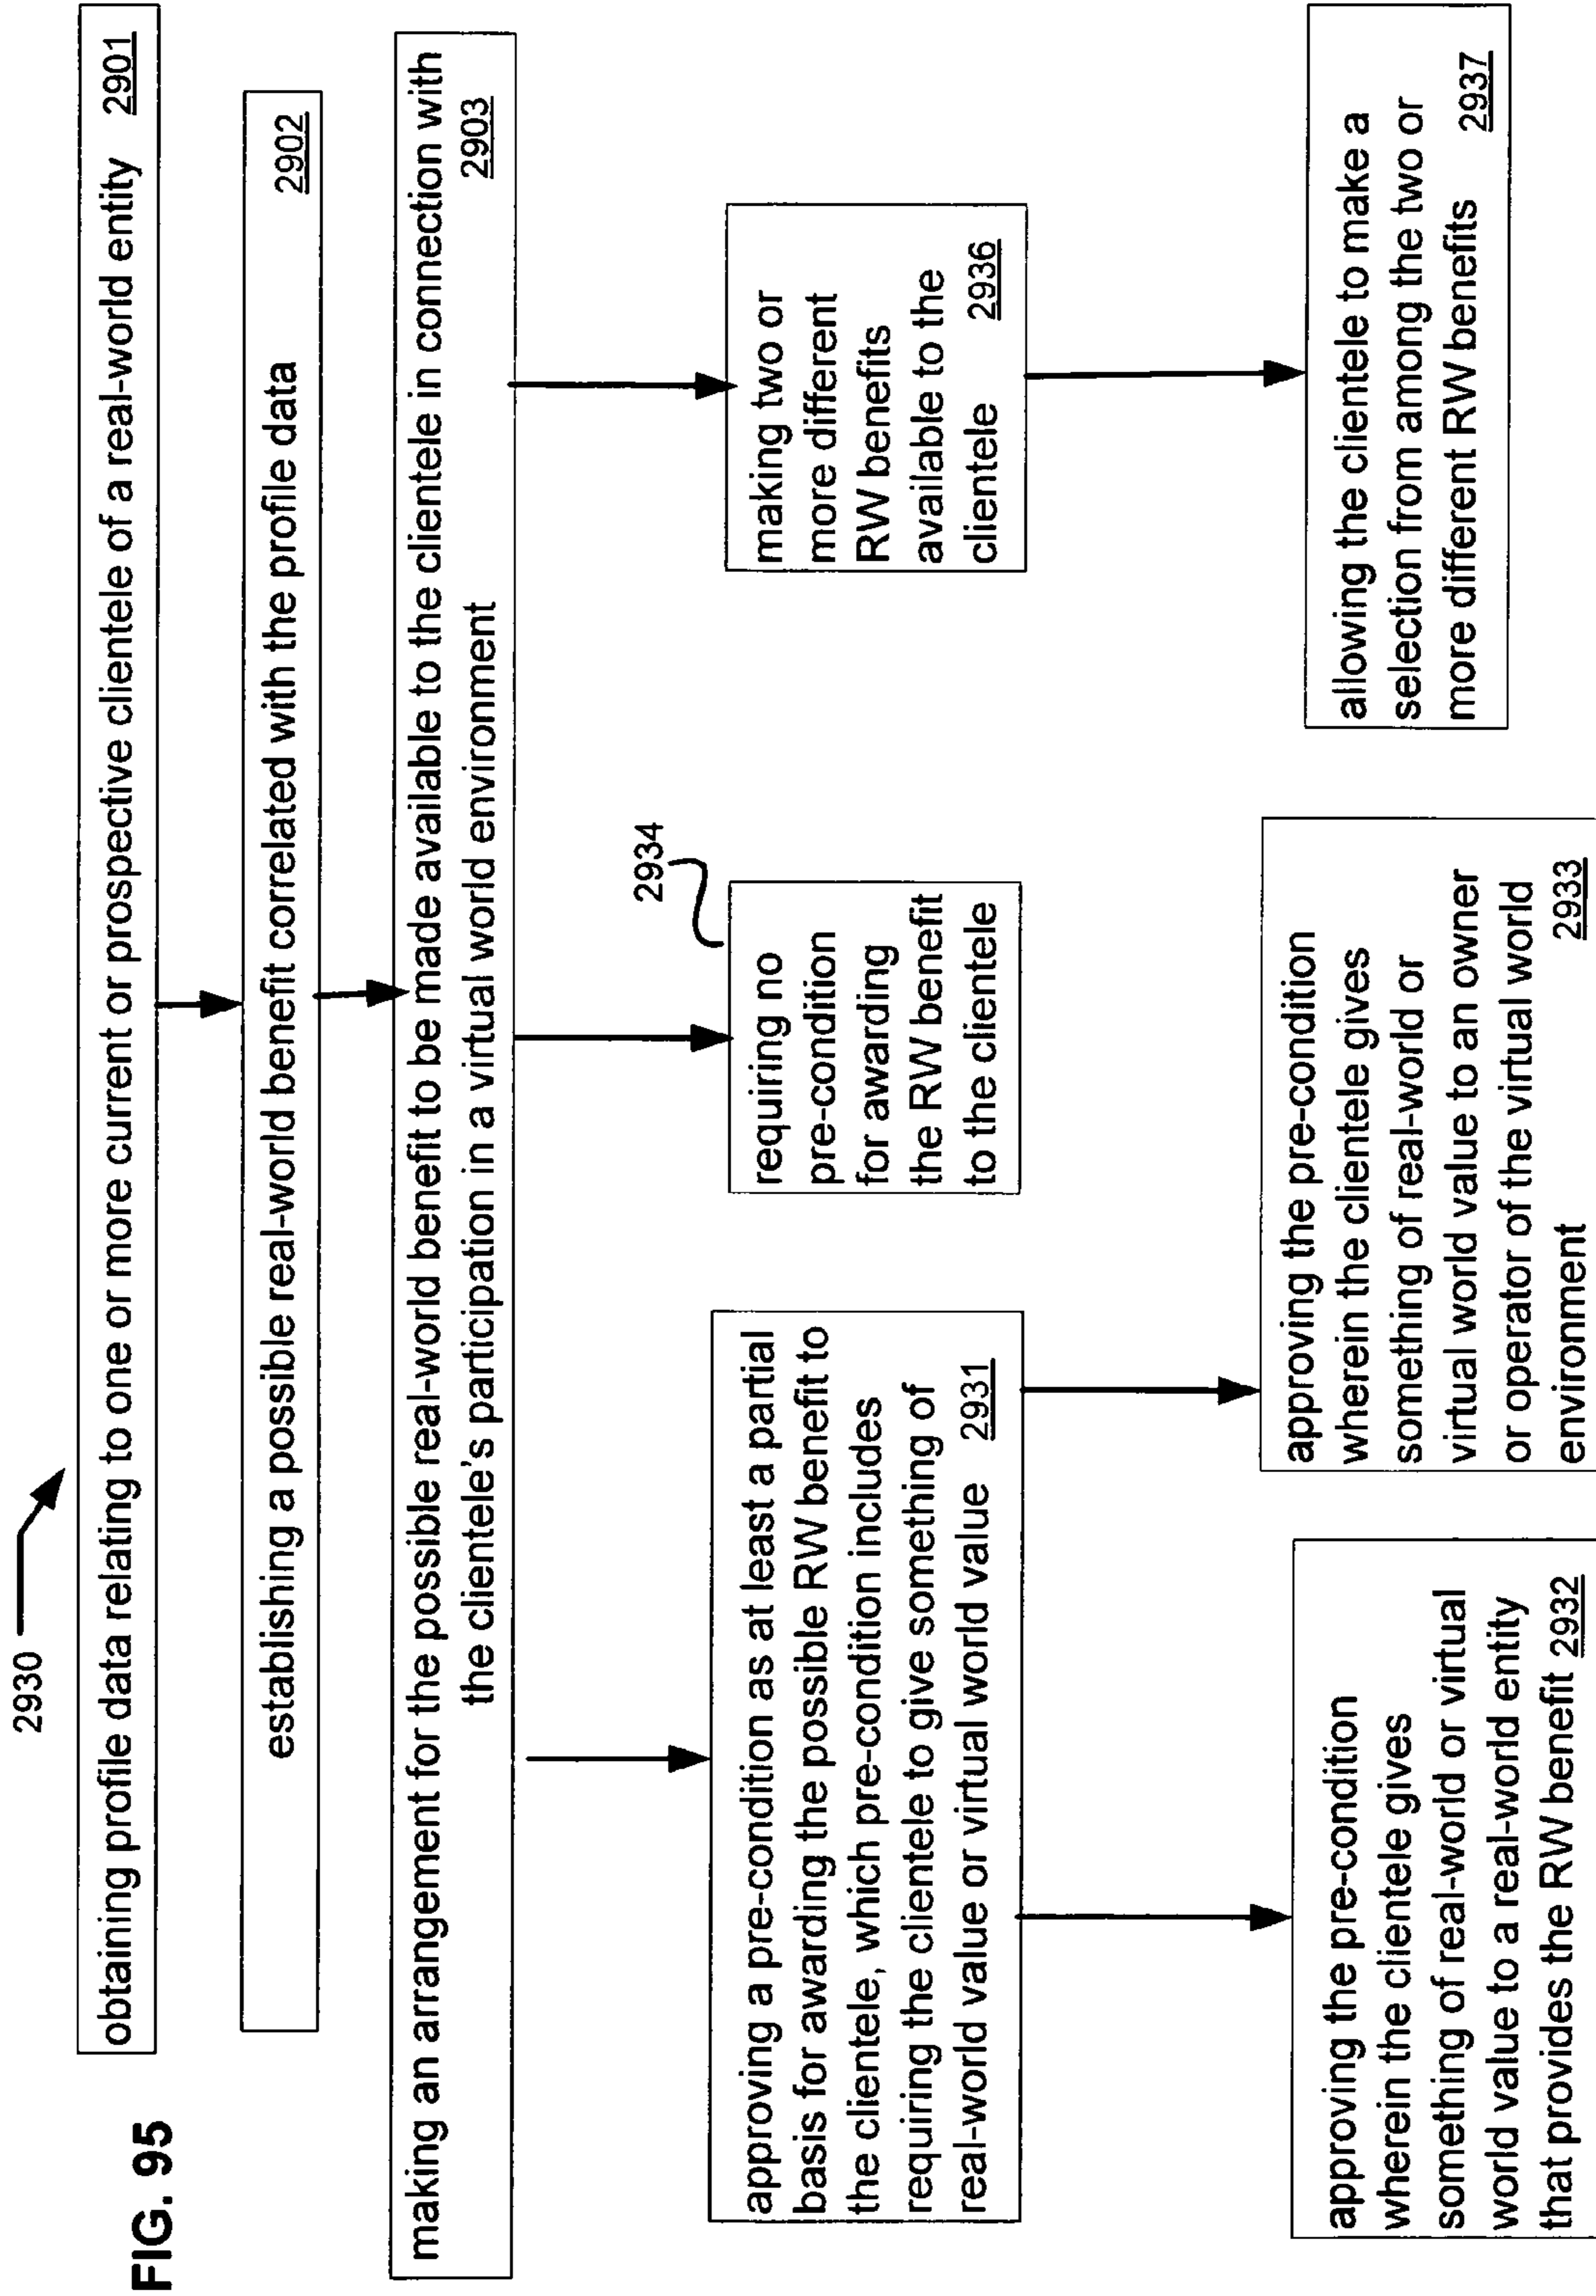 FIG. 95
2930
obtaining profile data relating to one or more current or prospective clientele of a real-world entity 2901
establishing a possible real-world benefit correlated with the profile data 2902
making an arrangement for the possible real-world benefit to be made available to the clientele in connection with
the clientele's participation in a virtual world environment 2903
approving a pre-condition as at least a partial
basis for awarding the possible RW benefit to
the clientele, which pre-condition includes
requiring the clientele to give something of
real-world value or virtual world value 2931
2934
requiring no
pre-condition
for awarding
the RW benefit
to the clientele
making two or
more different
RW benefits
available to the
clientele 2936
approving the pre-condition
wherein the clientele gives
something of real-world or virtual
world value to a real-world entity
that provides the RW benefit 2932
approving the pre-condition
wherein the clientele gives
something of real-world or
virtual world value to an owner
or operator of the virtual world
environment 2933
allowing the clientele to make a
selection from among the two or
more different RW benefits 2937